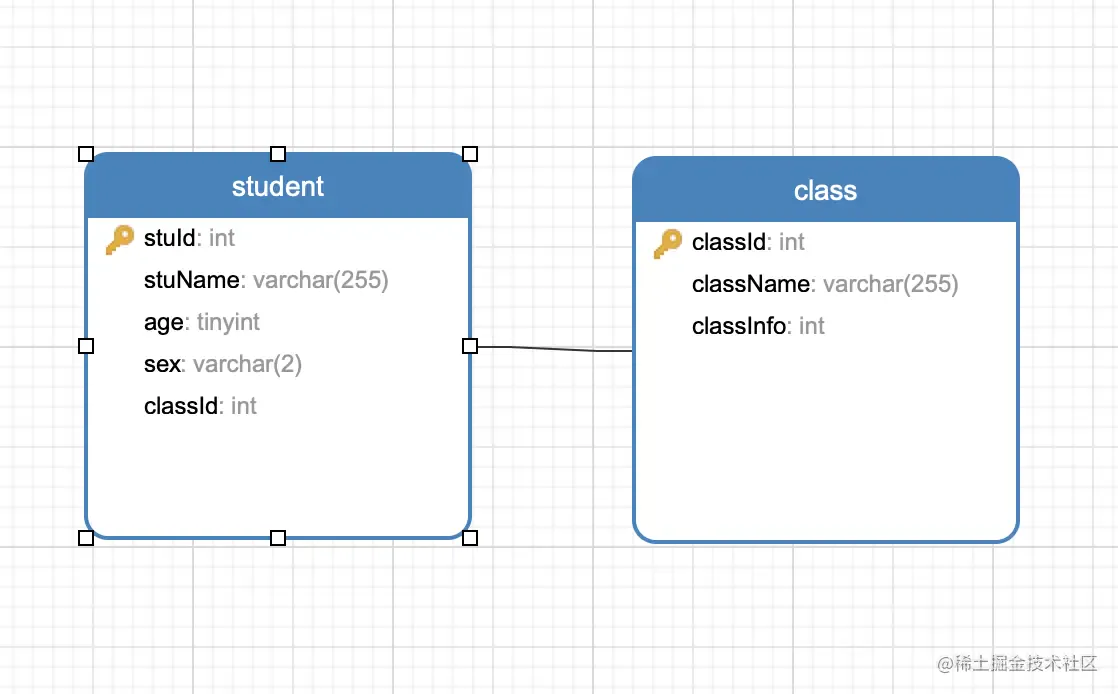 student
stuId: int
stuName: varchar(255)
age: tinyint
sex: varchar(2)
classId: int
class
classId: int
className: varchar(255)
classInfo: int
@稀土掘金技术社区